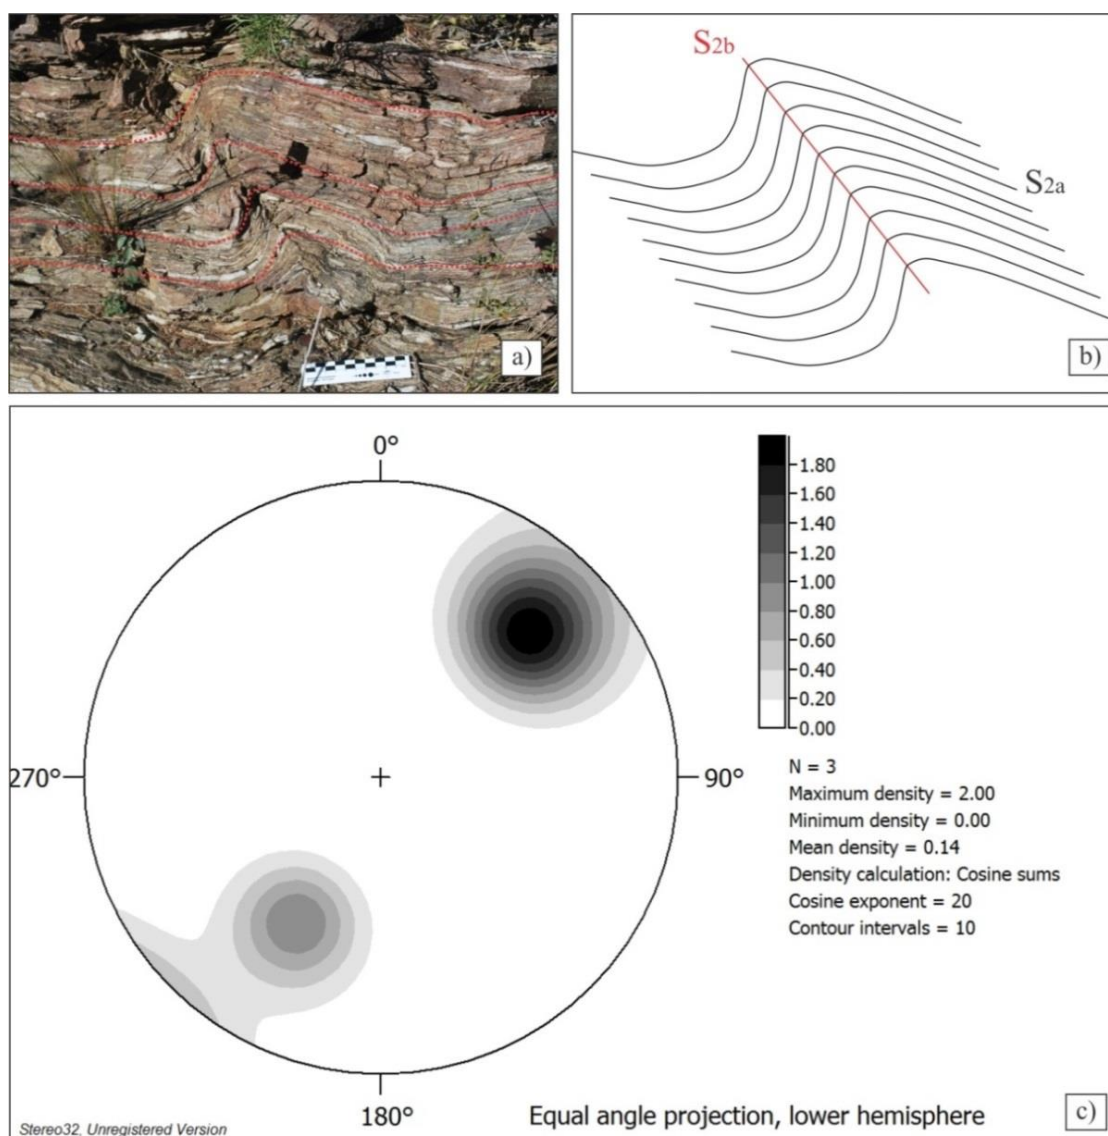 a)
S2b
S2a
b)
0°
270°
90°
180°
1.80
1.60
1.40
1.20
1.00
0.80
0.60
0.40
0.20
0.00
N = 3
Maximum density = 2.00
Minimum density = 0.00
Mean density = 0.14
Density calculation: Cosine sums
Cosine exponent = 20
Contour intervals = 10
Stereo32, Unregistered Version
Equal angle projection, lower hemisphere
c)